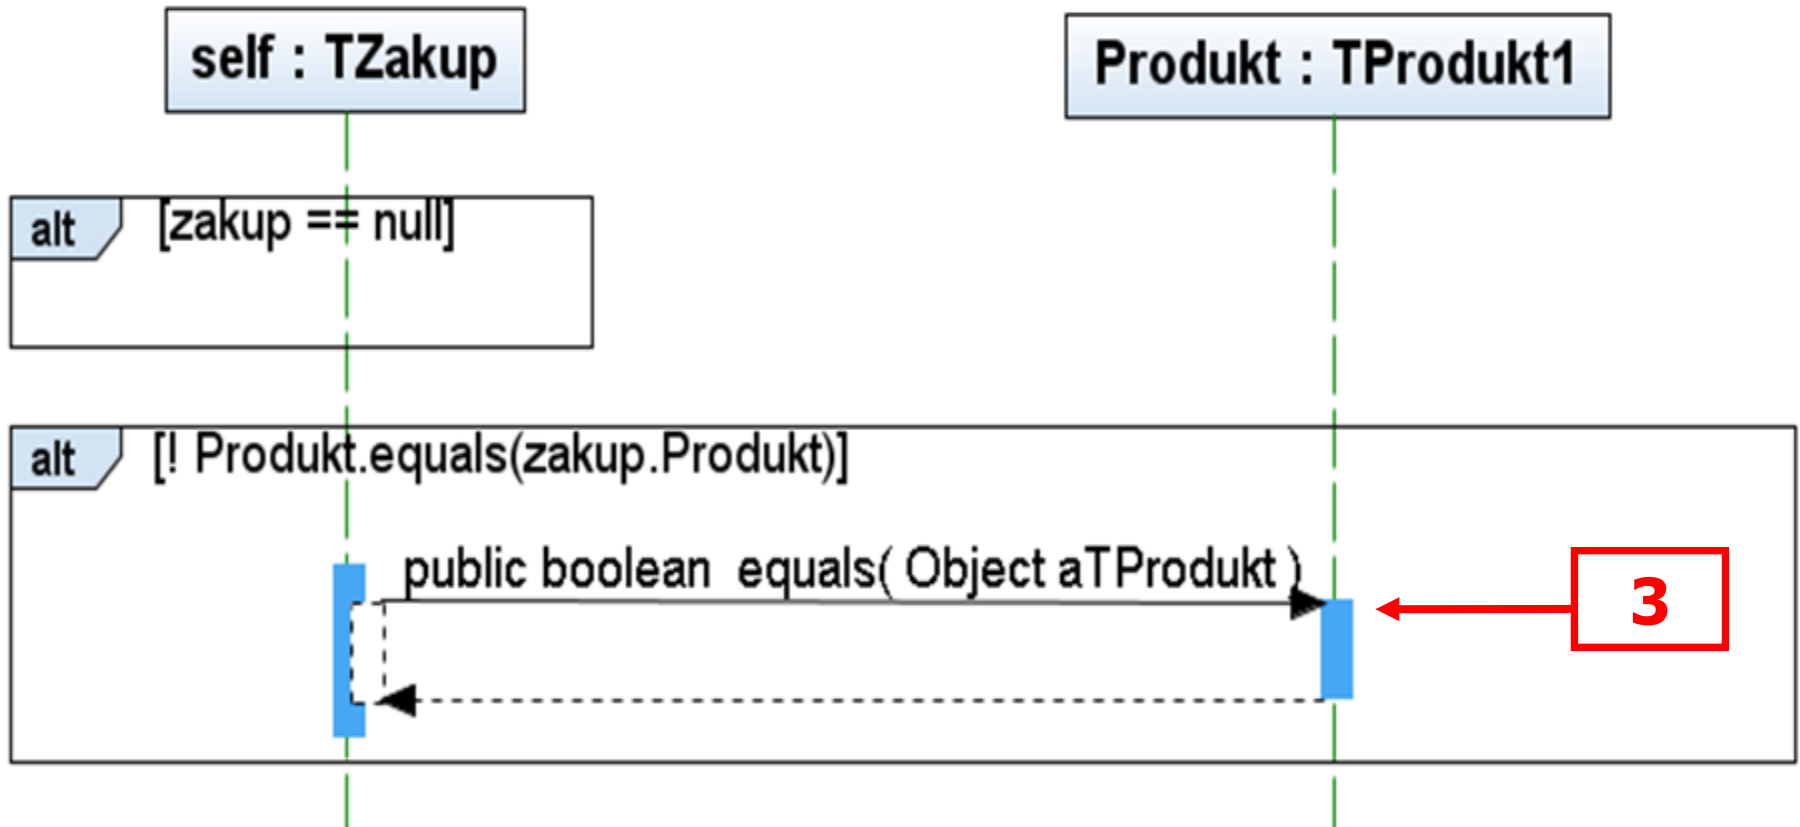 self : TZakup
Produkt : TProdukt1
alt [zakup == null]
alt [! Produkt.equals(zakup.Produkt)]
public boolean equals( Object aTProdukt )
3